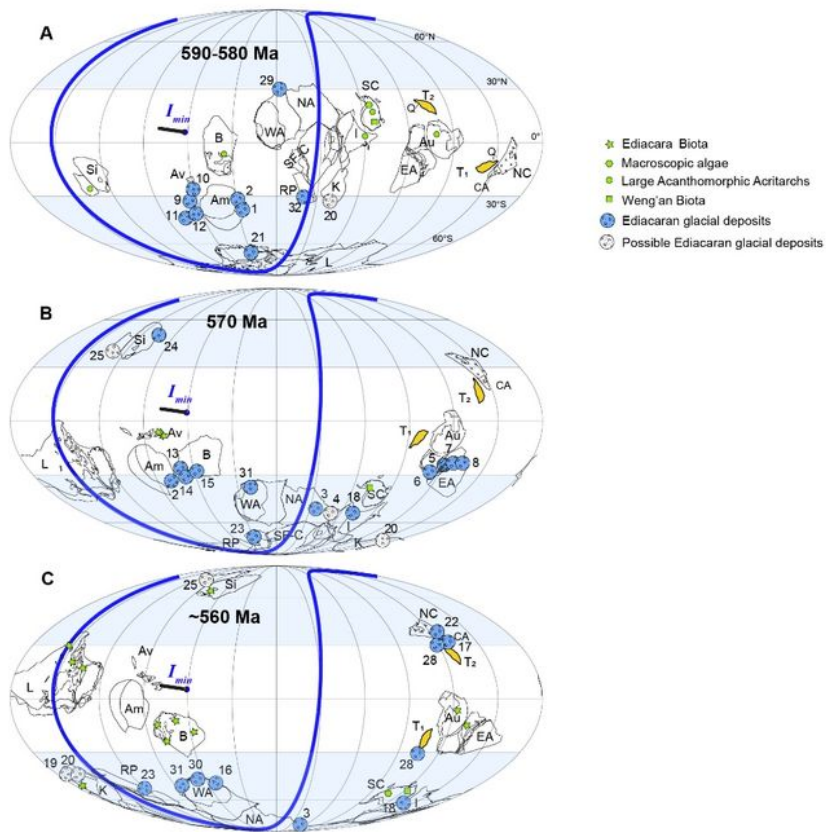 A
590-580 Ma
60°N
30°N
0°
30°S
60°S
29
NA
SC
T₂
Q
WA
I
Au
Q
NC
SF-C
EA
T₁
CA
Imin
B
Si
Av
10
9
Am
2
1
11
12
RP
32
K
20
21
L
Ediacara Biota
Macroscopic algae
Large Acanthomorphic Acritarchs
Weng'an Biota
Ediacaran glacial deposits
Possible Ediacaran glacial deposits
B
570 Ma
25
Si
24
NC
CA
T₂
Imin
Av
T₁
Au
7
L
Am
13
B
5
8
6
EA
2
14
15
31
WA
NA
3
4
18
SC
I
23
RP
SF-C
K
20
C
~560 Ma
25
Si
NC
22
CA
17
28
T₂
Av
Imin
L
Am
B
T₁
Au
EA
28
19
20
K
RP
23
31
30
16
WA
NA
3
SC
18
I